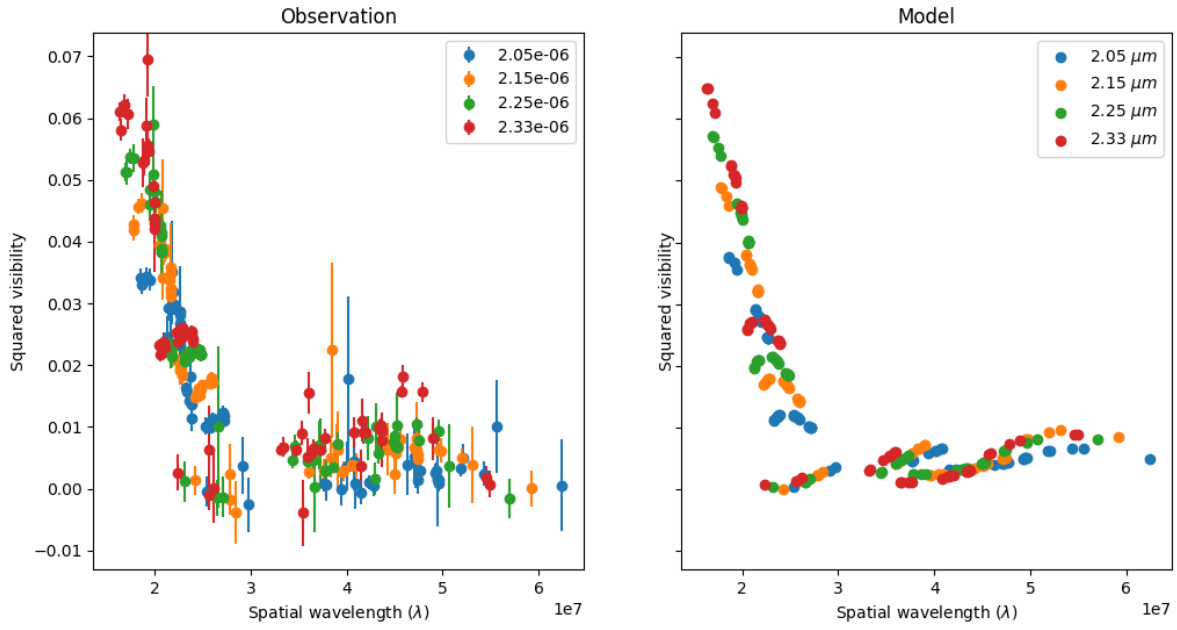 Observation
Model
2.05e-06
2.15e-06
2.25e-06
2.33e-06
2.05 μm
2.15 μm
2.25 μm
2.33 μm
0.07
0.06
0.05
0.04
0.03
0.02
0.01
0.00
−0.01
Squared visibility
Squared visibility
2 3 4 5 6
1e7
Spatial wavelength (λ)
2 3 4 5 6
1e7
Spatial wavelength (λ)